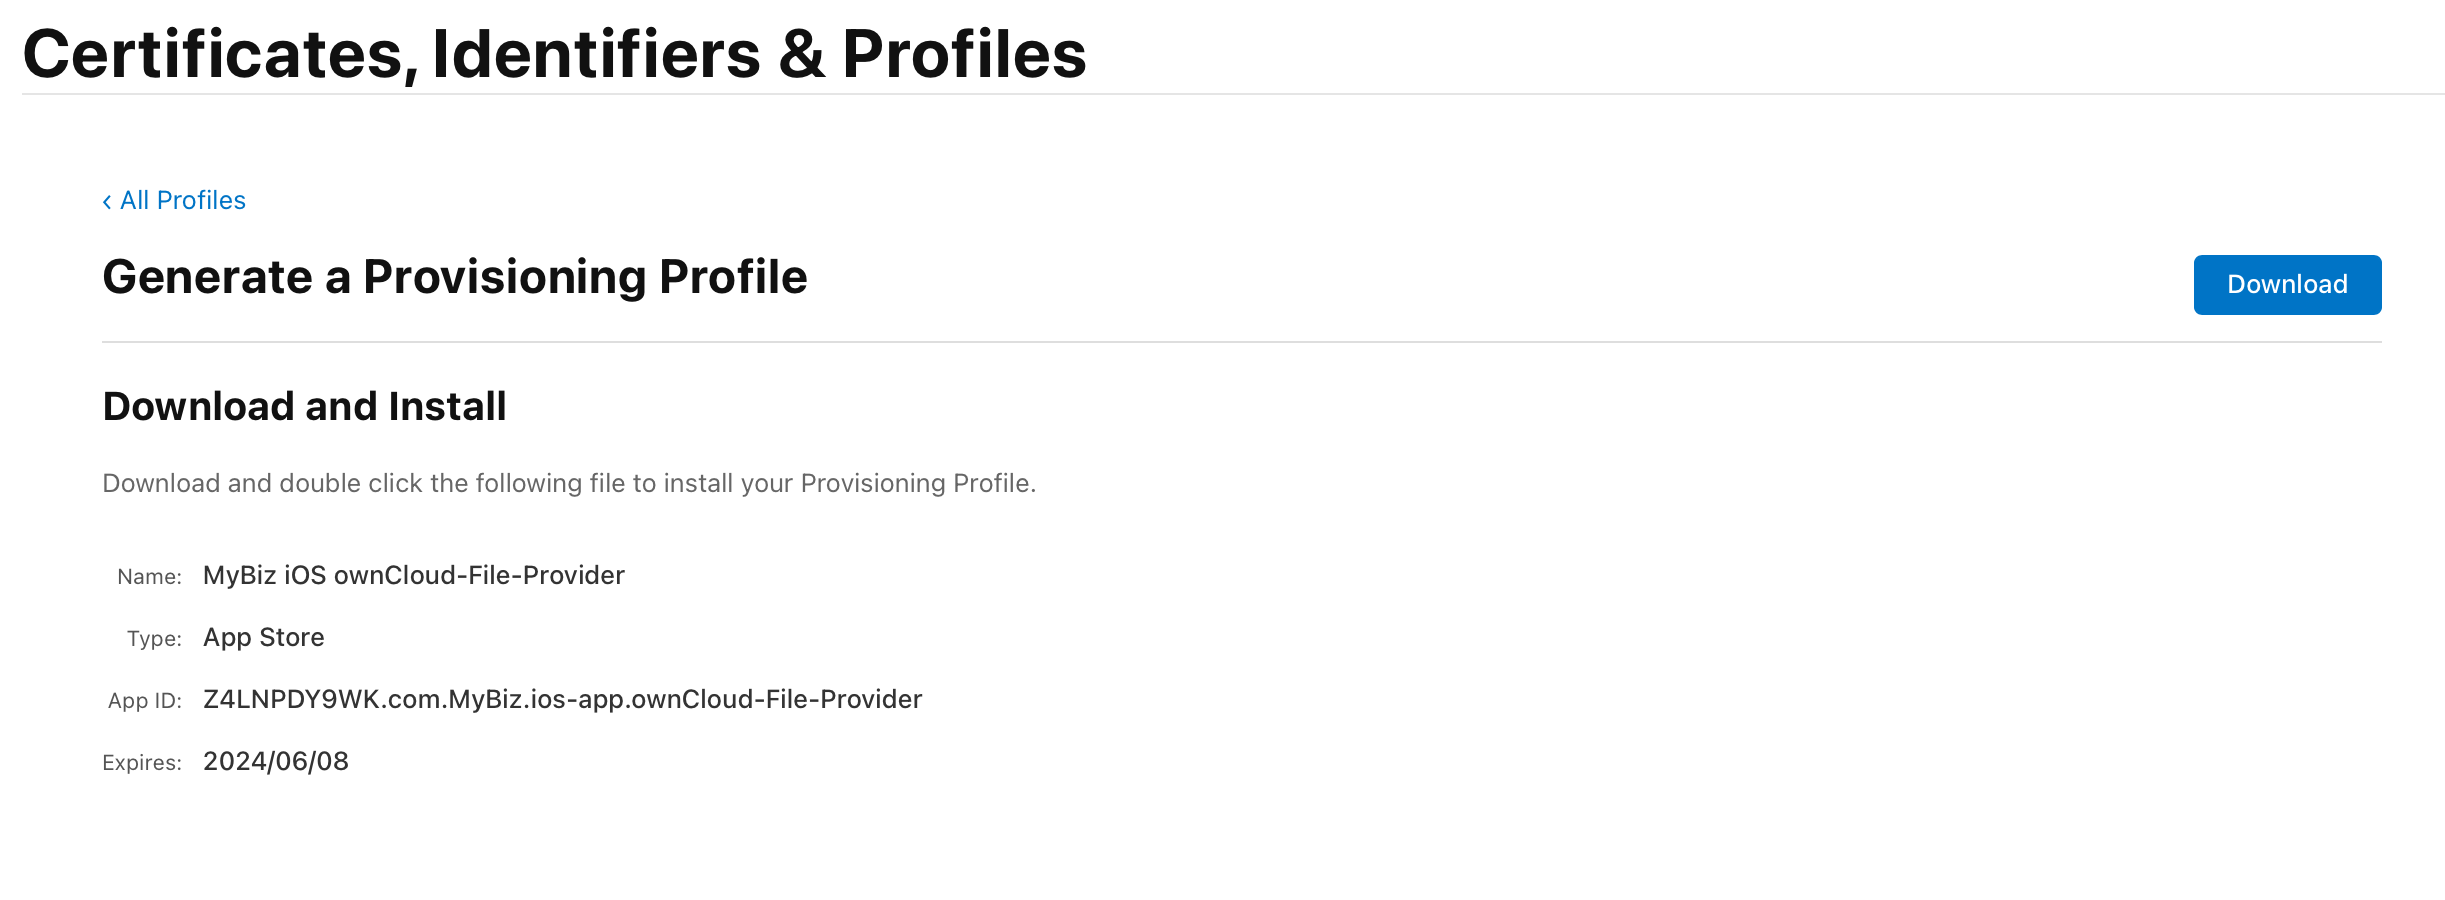 Certificates, Identifiers & Profiles
‹ All Profiles
Generate a Provisioning Profile
Download
Download and Install
Download and double click the following file to install your Provisioning Profile.
Name: MyBiz iOS ownCloud-File-Provider
Type: App Store
App ID: Z4LNPDY9WK.com.MyBiz.ios-app.ownCloud-File-Provider
Expires: 2024/06/08